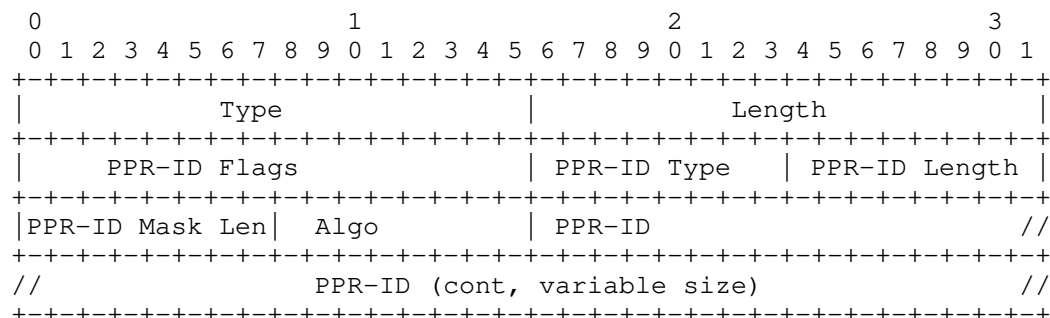 0                   1                   2                   3
 0 1 2 3 4 5 6 7 8 9 0 1 2 3 4 5 6 7 8 9 0 1 2 3 4 5 6 7 8 9 0 1
+-+-+-+-+-+-+-+-+-+-+-+-+-+-+-+-+-+-+-+-+-+-+-+-+-+-+-+-+-+-+-+-+
|            Type               |            Length             |
+-+-+-+-+-+-+-+-+-+-+-+-+-+-+-+-+-+-+-+-+-+-+-+-+-+-+-+-+-+-+-+-+
|     PPR-ID Flags              | PPR-ID Type   | PPR-ID Length |
+-+-+-+-+-+-+-+-+-+-+-+-+-+-+-+-+-+-+-+-+-+-+-+-+-+-+-+-+-+-+-+-+
|PPR-ID Mask Len|  Algo         | PPR-ID                       //
+-+-+-+-+-+-+-+-+-+-+-+-+-+-+-+-+-+-+-+-+-+-+-+-+-+-+-+-+-+-+-+-+
//                 PPR-ID (cont, variable size)                //
+-+-+-+-+-+-+-+-+-+-+-+-+-+-+-+-+-+-+-+-+-+-+-+-+-+-+-+-+-+-+-+-+